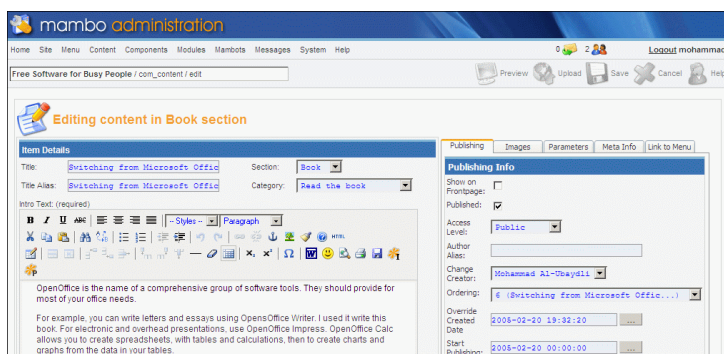 mambo administration
Home Site Menu Content Components Modules Mambots Messages System Help 0 2 Logout mohammad
Free Software for Busy People / com_content / edit
Preview Upload Save Cancel Help
Editing content in Book section
Item Details
Title: Switching from Microsoft Offic Section: Book
Title Alias: Switching from Microsoft Offic Category: Read the book
Intro Text: (required)
B I U ABC -- Styles -- Paragraph
HTML
OpenOffice is the name of a comprehensive group of software tools. They should provide for
most of your office needs.
For example, you can write letters and essays using OpensOffice Writer. I used it write this
book. For electronic and overhead presentations, use OpenOffice Impress. OpenOffice Calc
allows you to create spreadsheets, with tables and calculations, then to create charts and
graphs from the data in your tables.
Publishing Images Parameters Meta Info Link to Menu
Publishing Info
Show on
Frontpage:
Published:
Access
Level: Public
Author
Alias:
Change
Creator: Mohammad Al-Ubaydli
Ordering: 6 (Switching from Microsoft Offic...)
Override
Created
Date 2005-02-20 19:32:20 ...
Start
Publishing: 2005-02-20 00:00:00 ...